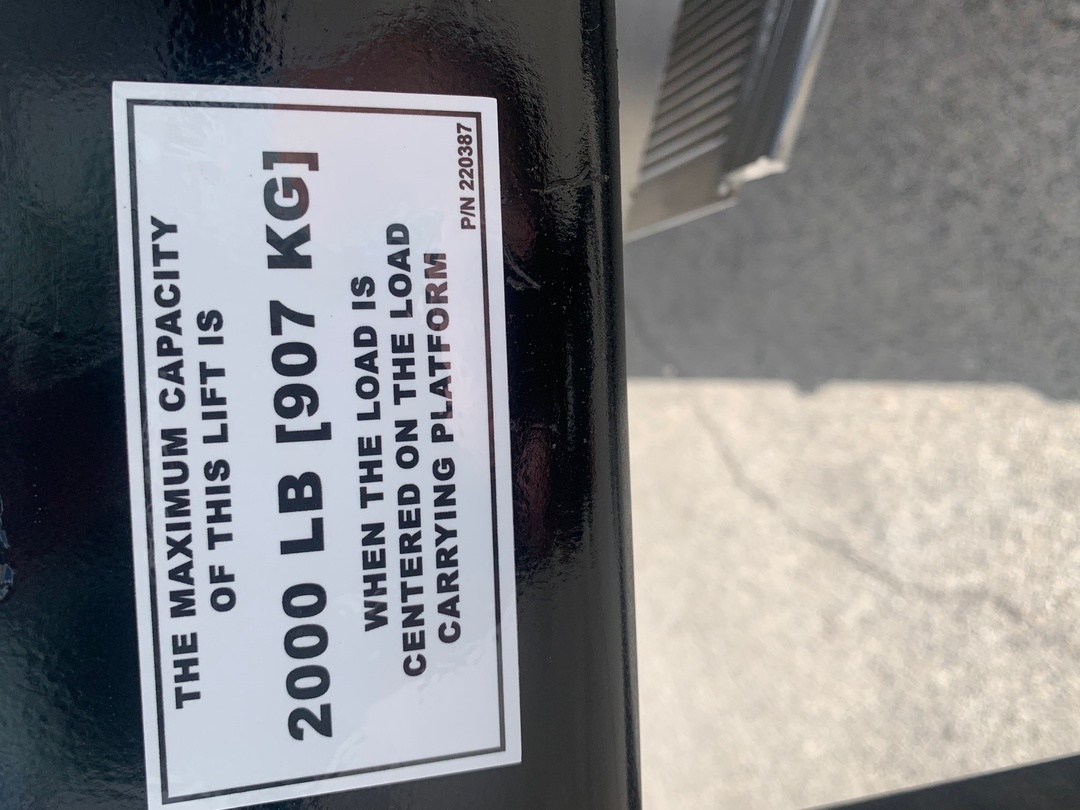 THE MAXIMUM CAPACITY
OF THIS LIFT IS
2000 LB [907 KG]
WHEN THE LOAD IS
CENTERED ON THE LOAD
CARRYING PLATFORM
P/N 220387